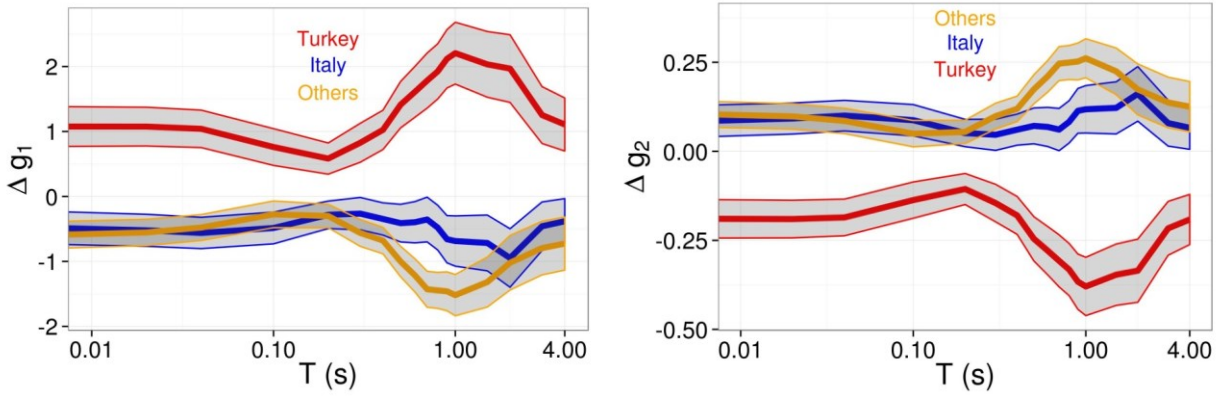 Turkey
Italy
Others
2
1
0
-1
-2
Δ g1
0.01 0.10 1.00 4.00
T (s)
Others
Italy
Turkey
0.25
0.00
-0.25
-0.50
Δ g2
0.01 0.10 1.00 4.00
T (s)